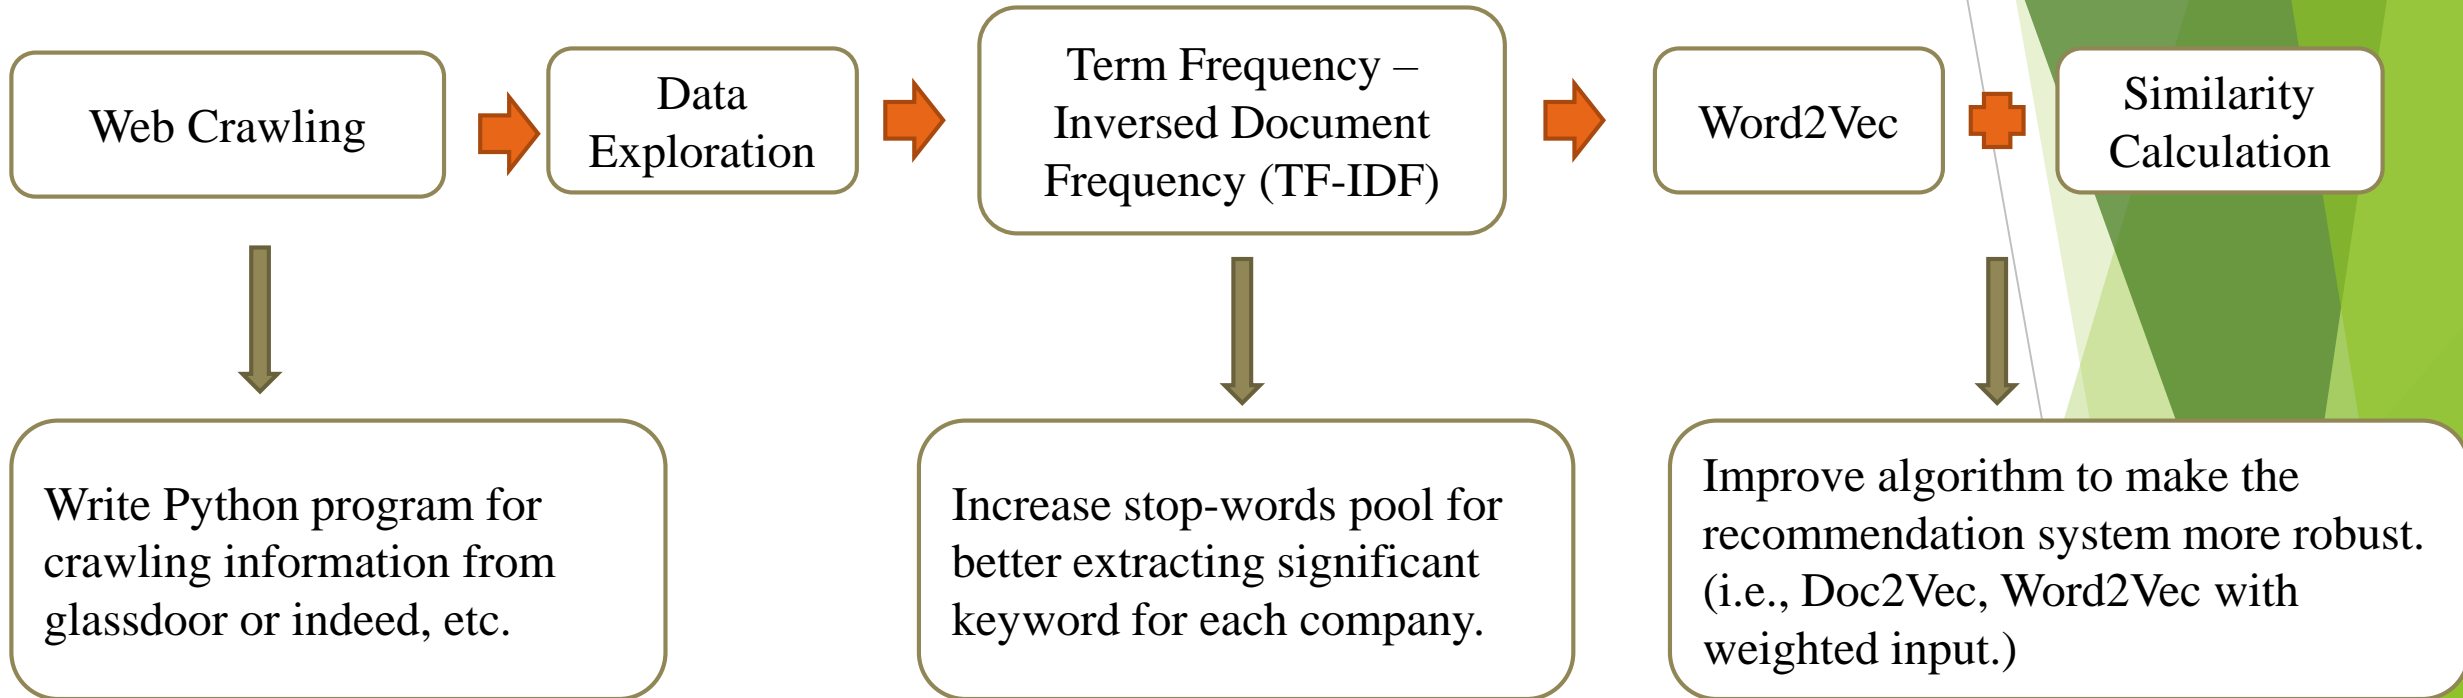 Web Crawling
Data
Exploration
Term Frequency –
Inversed Document
Frequency (TF-IDF)
Word2Vec
Similarity
Calculation
Write Python program for
crawling information from
glassdoor or indeed, etc.
Increase stop-words pool for
better extracting significant
keyword for each company.
Improve algorithm to make the
recommendation system more robust.
(i.e., Doc2Vec, Word2Vec with
weighted input.)